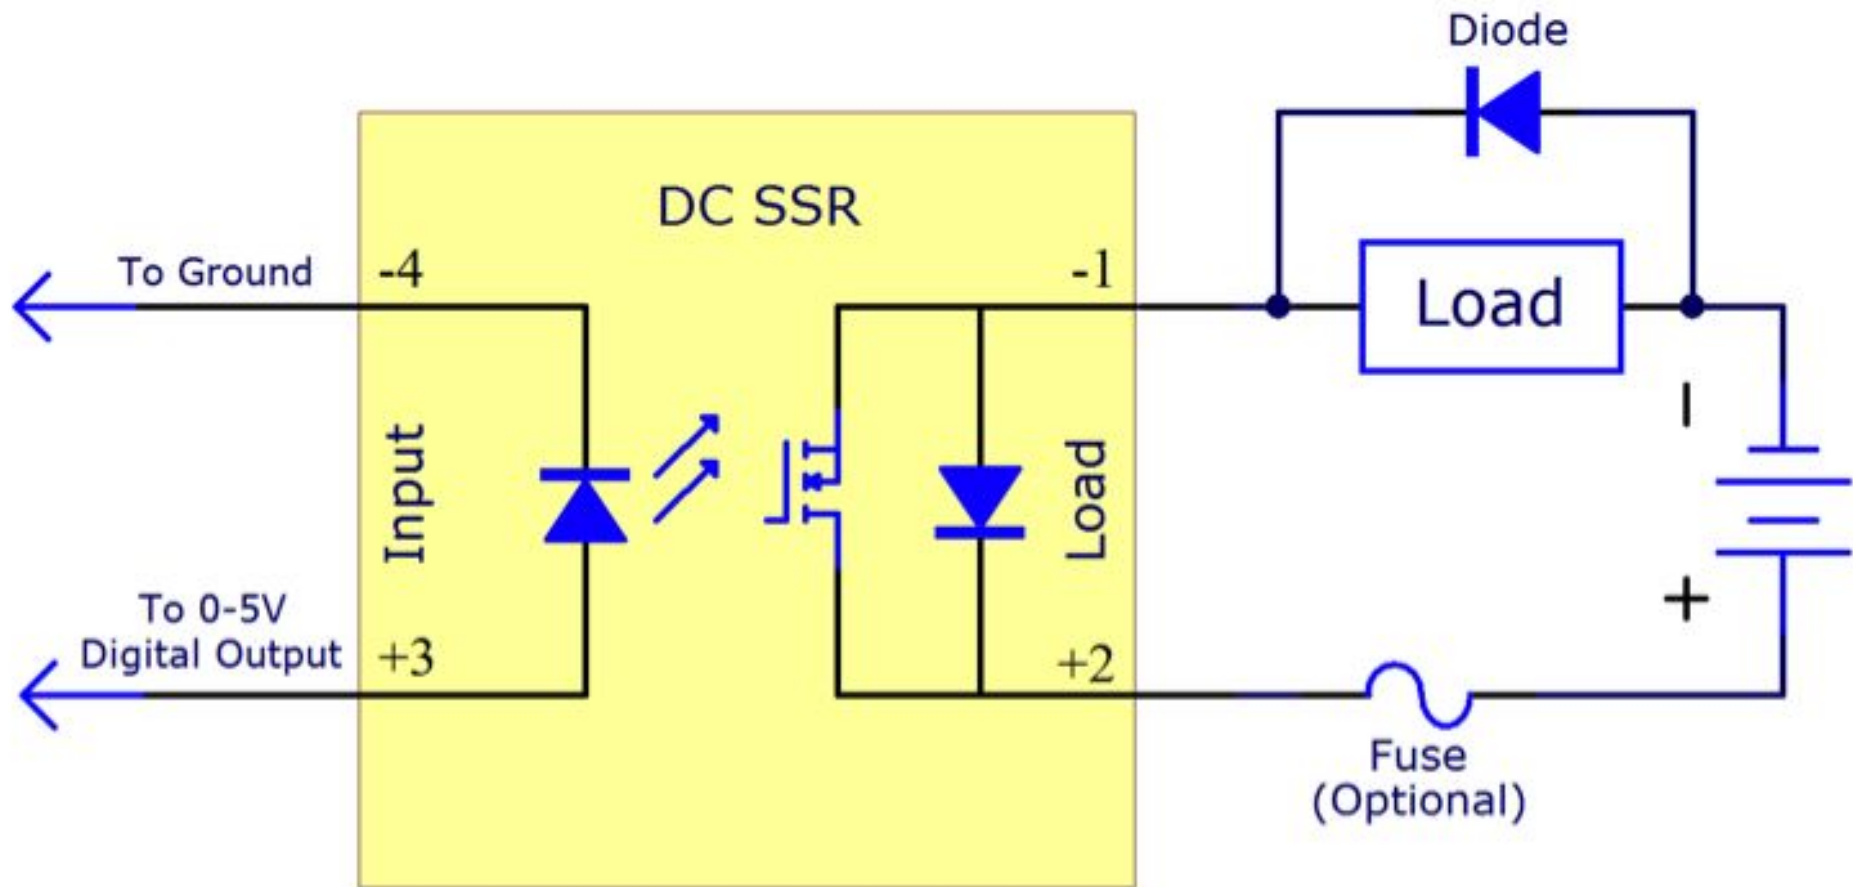 Diode
DC SSR
To Ground
-4
-1
Load
Input
Load
−
To 0-5V
Digital Output
+3
+2
+
Fuse
(Optional)